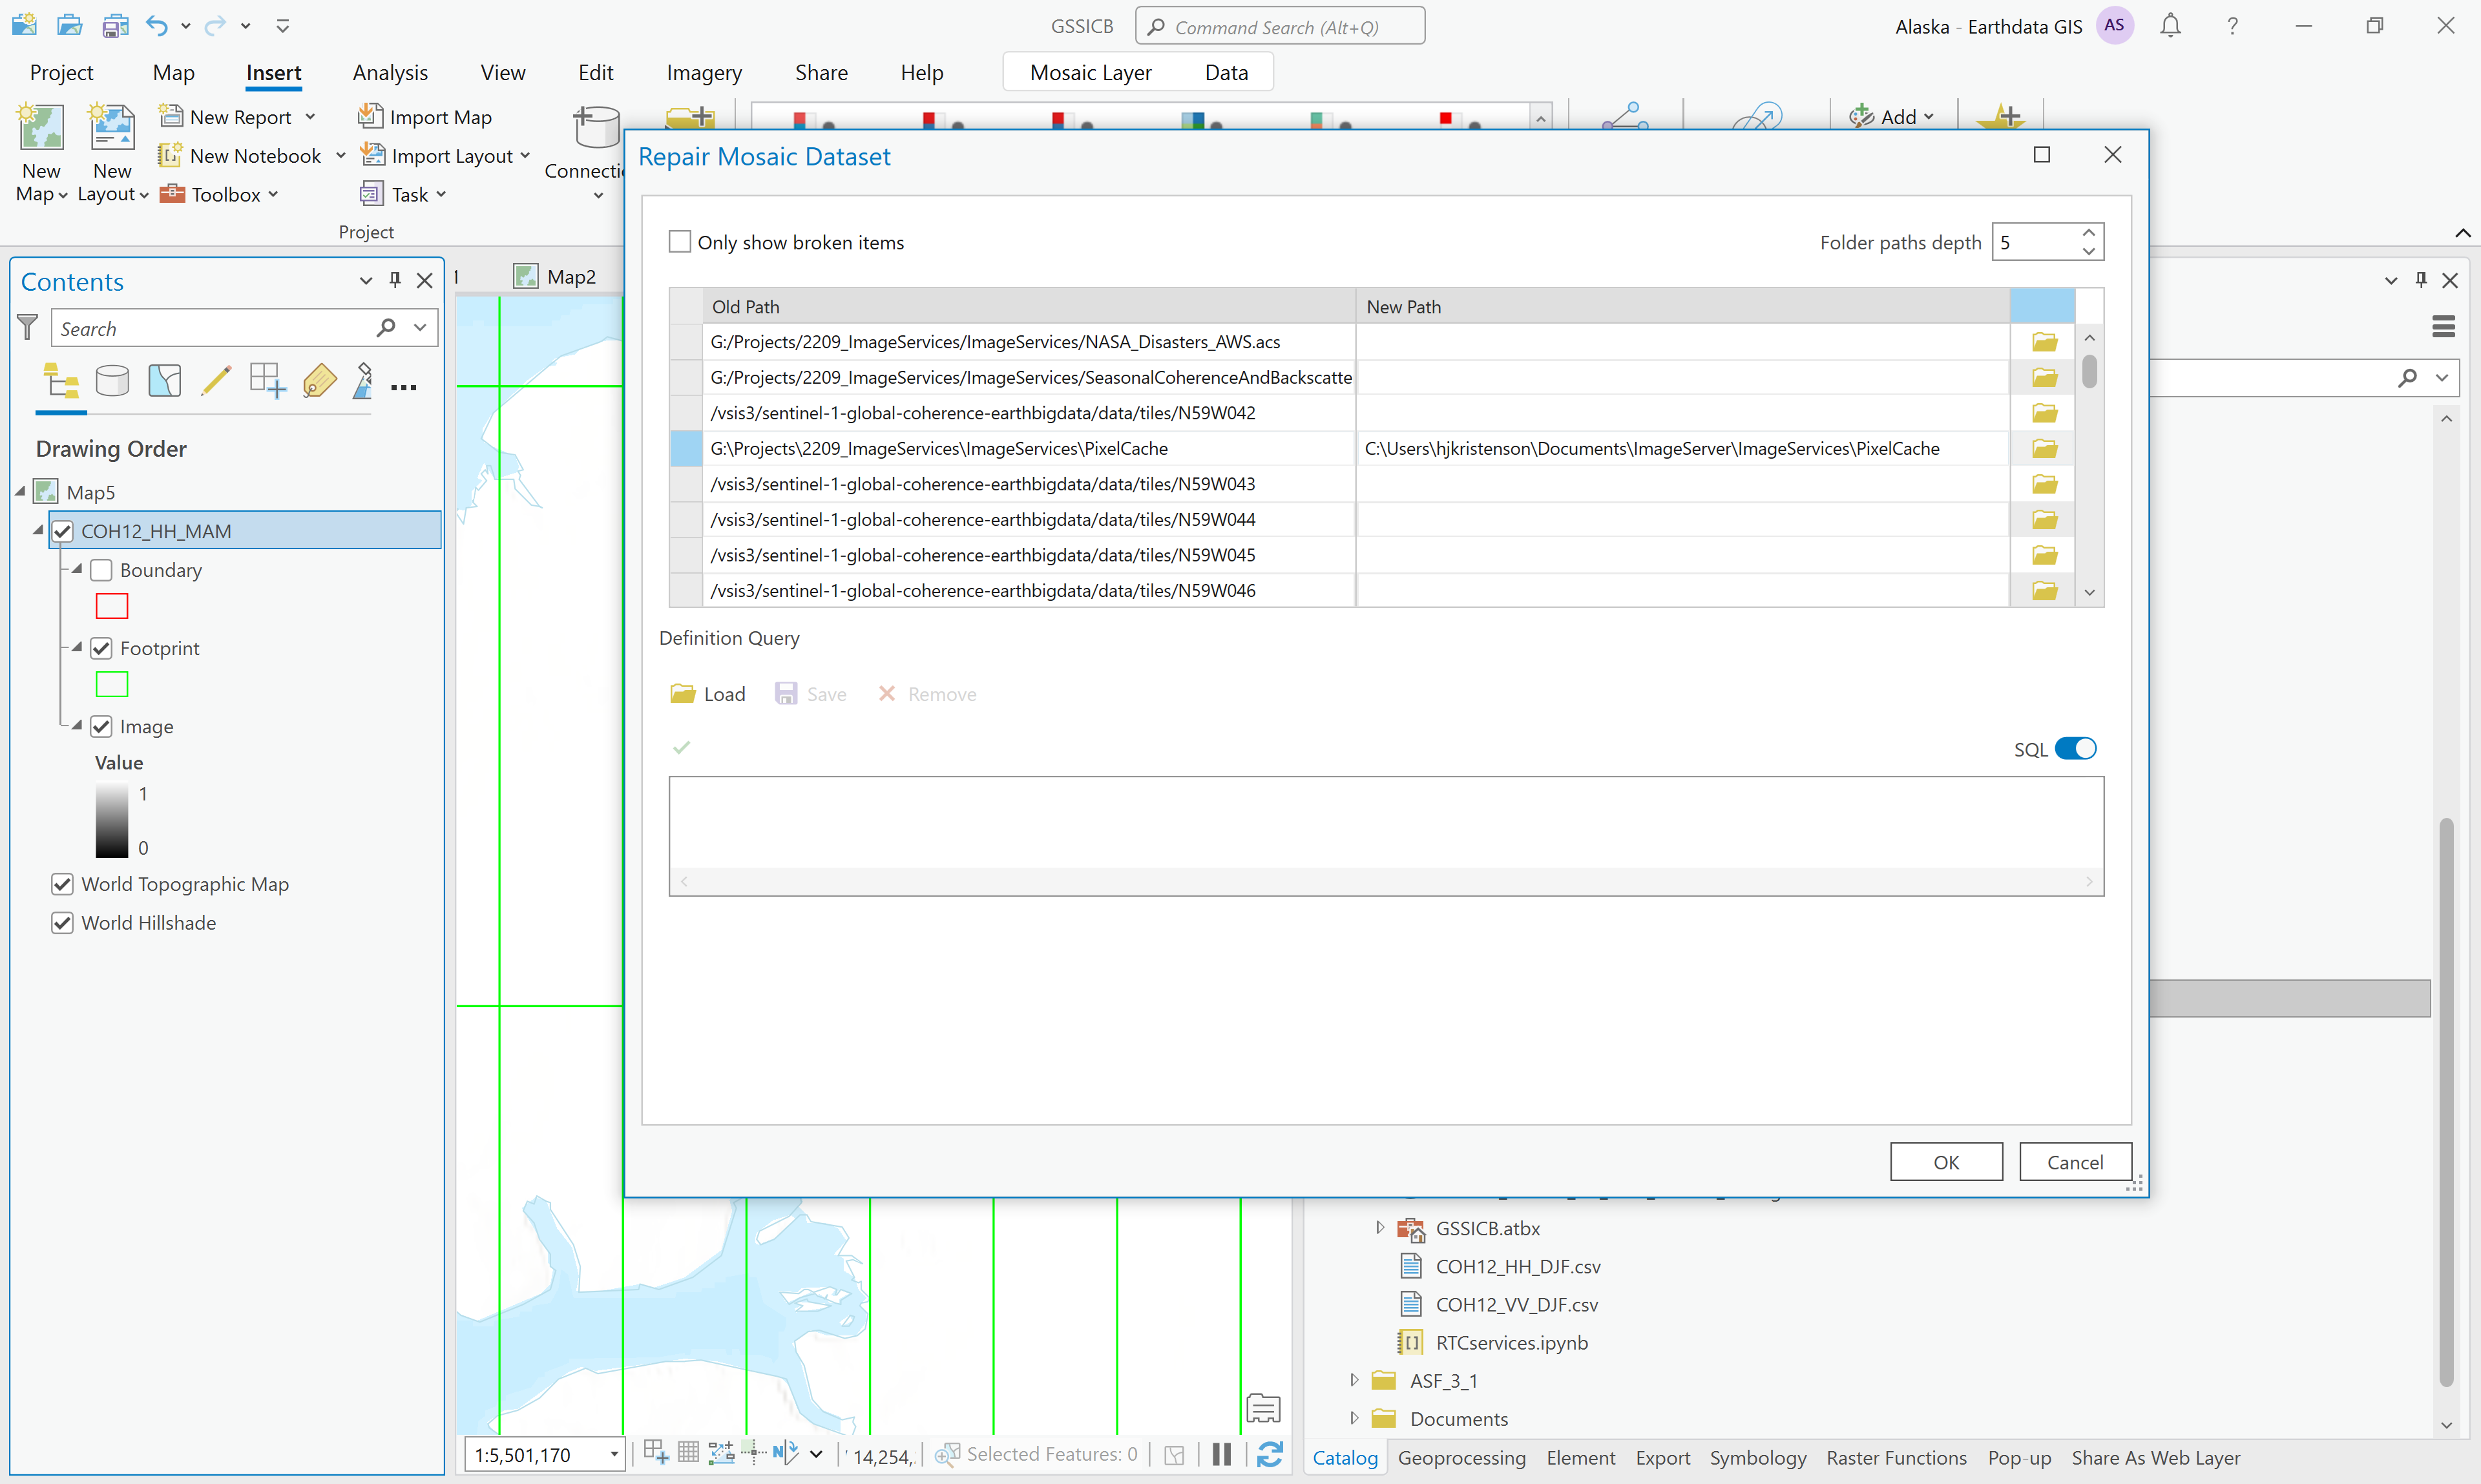 GSSICB
Command Search (Alt+Q)
Alaska - Earthdata GIS
AS
Project
Map
Insert
Analysis
View
Edit
Imagery
Share
Help
Mosaic Layer
Data
New Map
New Layout
New Report
New Notebook
Toolbox
Import Map
Import Layout
Task
Connecti
Add
Project
Repair Mosaic Dataset
Only show broken items
Folder paths depth
5
Old Path
New Path
G:/Projects/2209_ImageServices/ImageServices/NASA_Disasters_AWS.acs
G:/Projects/2209_ImageServices/ImageServices/SeasonalCoherenceAndBackscatte
/vsis3/sentinel-1-global-coherence-earthbigdata/data/tiles/N59W042
G:\Projects\2209_ImageServices\ImageServices\PixelCache
C:\Users\hjkristenson\Documents\ImageServer\ImageServices\PixelCache
/vsis3/sentinel-1-global-coherence-earthbigdata/data/tiles/N59W043
/vsis3/sentinel-1-global-coherence-earthbigdata/data/tiles/N59W044
/vsis3/sentinel-1-global-coherence-earthbigdata/data/tiles/N59W045
/vsis3/sentinel-1-global-coherence-earthbigdata/data/tiles/N59W046
Definition Query
Load
Save
Remove
SQL
OK
Cancel
Contents
Search
Drawing Order
Map5
COH12_HH_MAM
Boundary
Footprint
Image
Value
1
0
World Topographic Map
World Hillshade
Map2
1:5,501,170
14,254,
Selected Features: 0
GSSICB.atbx
COH12_HH_DJF.csv
COH12_VV_DJF.csv
RTCservices.ipynb
ASF_3_1
Documents
Catalog
Geoprocessing
Element
Export
Symbology
Raster Functions
Pop-up
Share As Web Layer